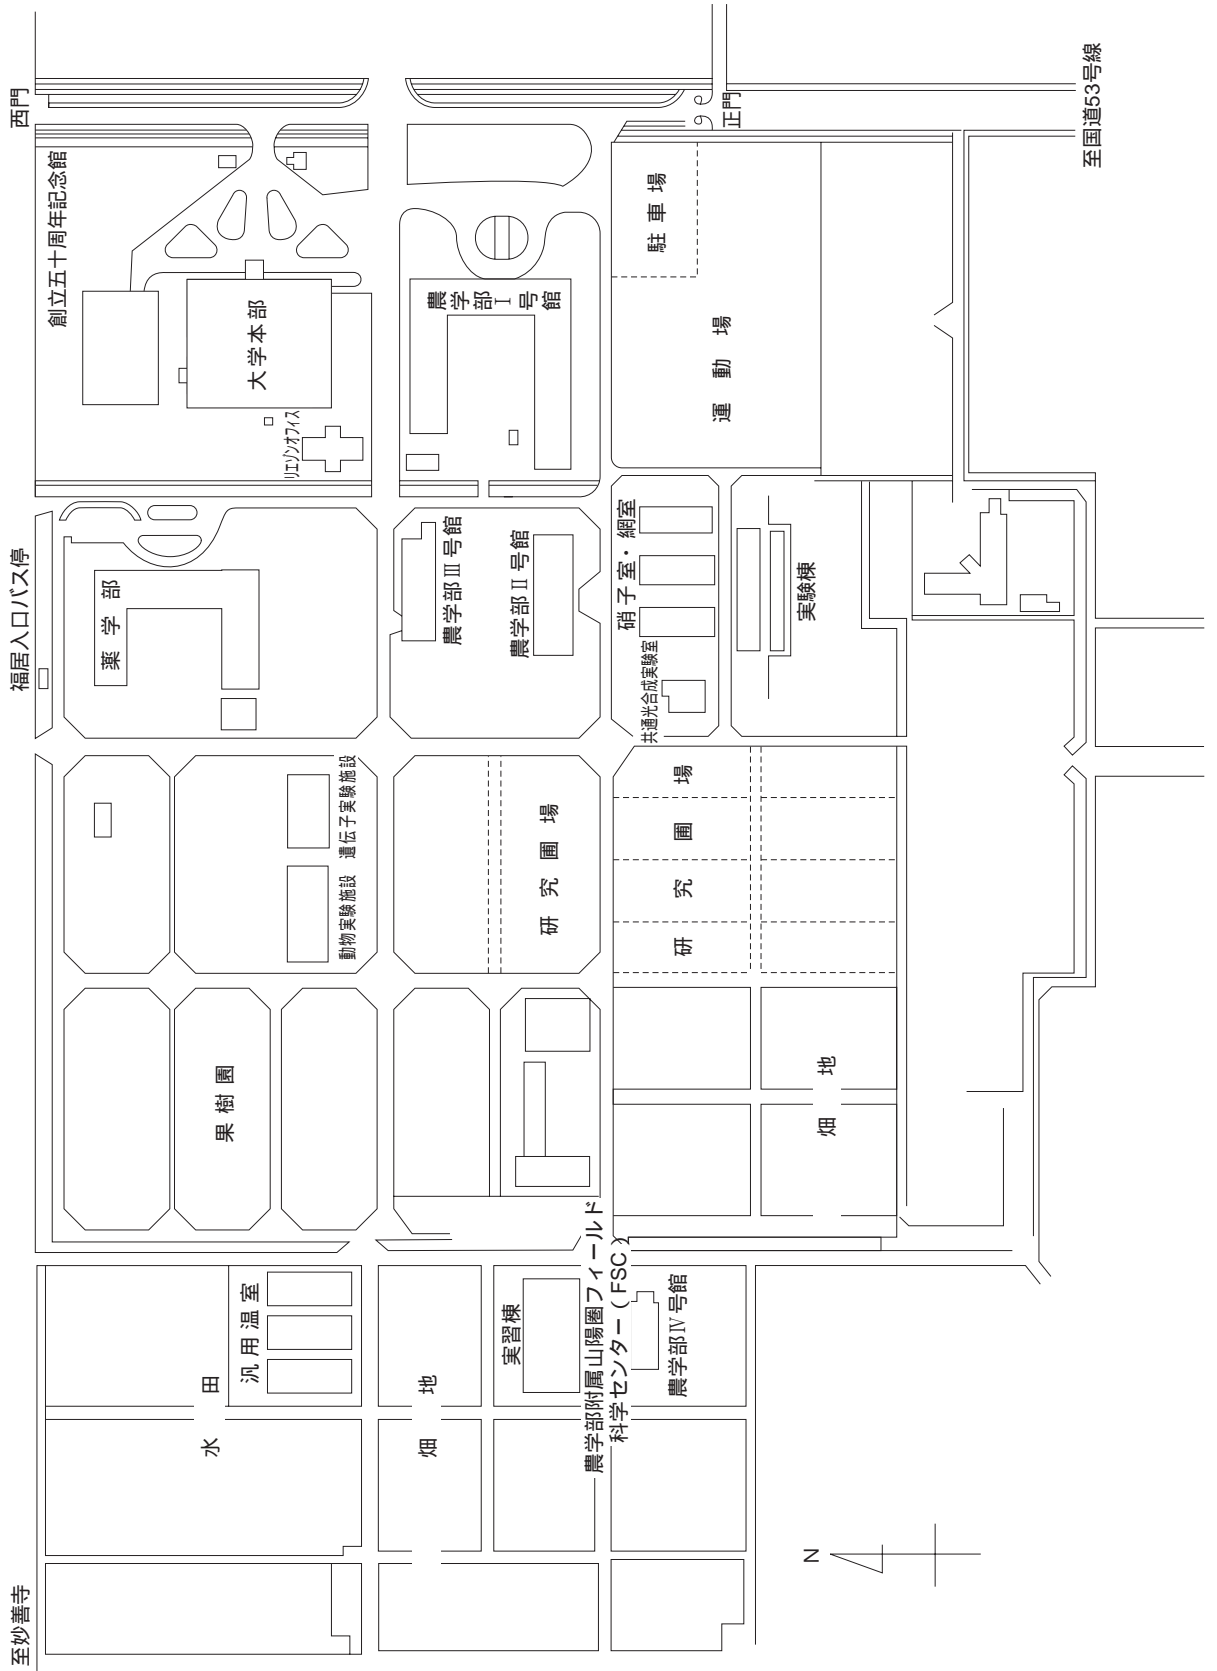 西門
創立五十周年記念館
大学本部
リエゾンオフィス
農学部Ⅰ号館
駐車場
運動場
正門
至国道53号線
福居入口バス停
薬学部
農学部Ⅲ号館
農学部Ⅱ号館
硝子室・網室
共通光合成実験室
実験棟
遺伝子実験施設
動物実験施設
研究圃場
研究圃場
果樹園
畑地
汎用温室
水田
畑地
実習棟
農学部附属山陽圏フィールド
科学センター(FSC)
農学部Ⅳ号館
至妙善寺
N